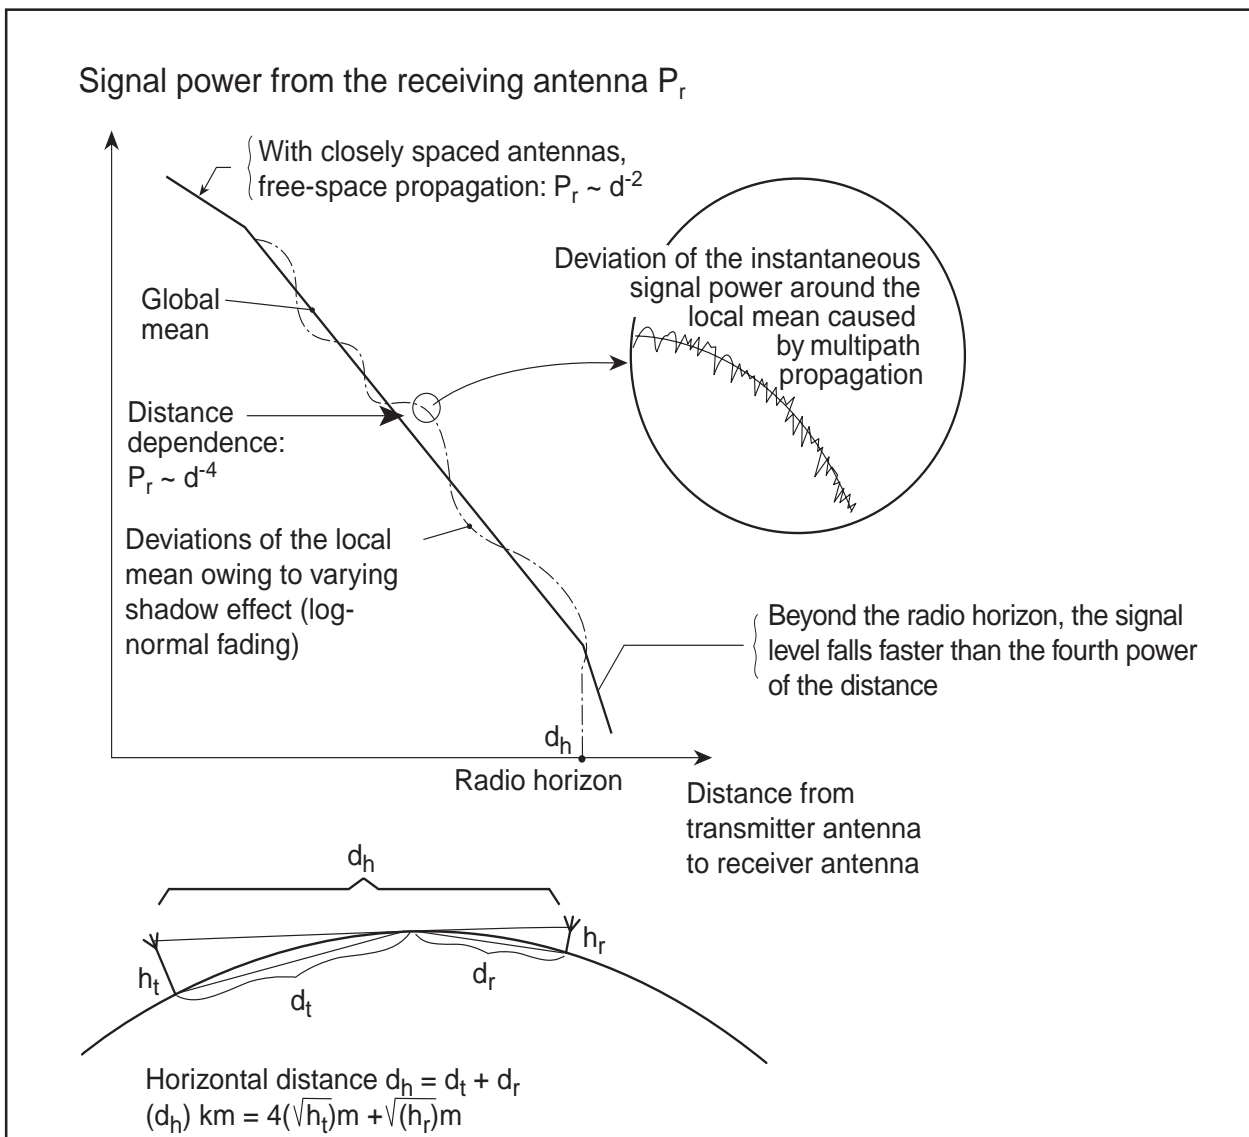 Signal power from the receiving antenna Pr
With closely spaced antennas,
free-space propagation: Pr ~ d-2
Deviation of the instantaneous
signal power around the
local mean caused
by multipath
propagation
Global
mean
Distance
dependence:
Pr ~ d-4
Deviations of the local
mean owing to varying
shadow effect (log-
normal fading)
Beyond the radio horizon, the signal
level falls faster than the fourth power
of the distance
dh
Radio horizon
Distance from
transmitter antenna
to receiver antenna
dh
ht
hr
dt
dr
Horizontal distance dh = dt + dr
(dh) km = 4(√ht)m +√(hr)m